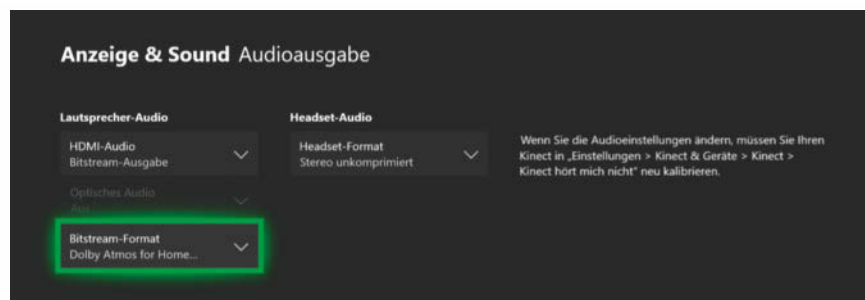 Anzeige & Sound Audioausgabe
Lautsprecher-Audio
HDMI-Audio
Bitstream-Ausgabe
Optisches Audio
Aus
Bitstream-Format
Dolby Atmos for Home...
Headset-Audio
Headset-Format
Stereo unkomprimiert
Wenn Sie die Audioeinstellungen ändern, müssen Sie Ihren
Kinect in „Einstellungen > Kinect & Geräte > Kinect >
Kinect hört mich nicht" neu kalibrieren.